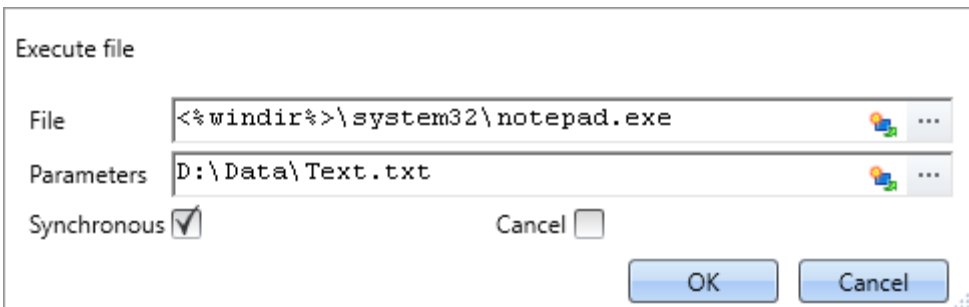 Execute file
File <%windir%>\system32\notepad.exe ...
Parameters D:\Data\Text.txt ...
Synchronous Cancel
OK Cancel